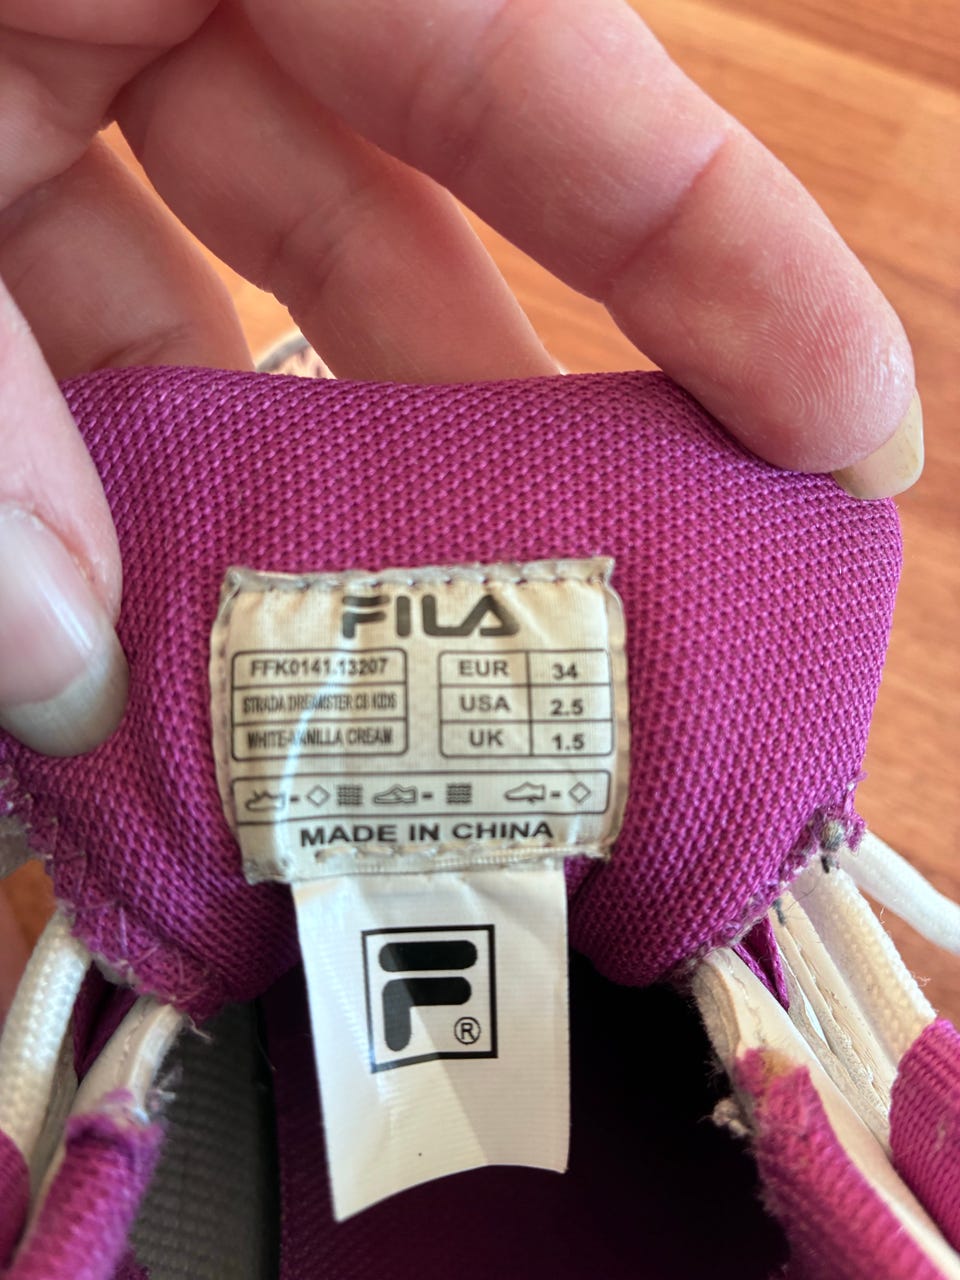 FILA
FFK0141.13207
STRADA DREAMSTER CB KIDS
WHITE-VANILLA CREAM
EUR 34
USA 2.5
UK 1.5
MADE IN CHINA
F ®